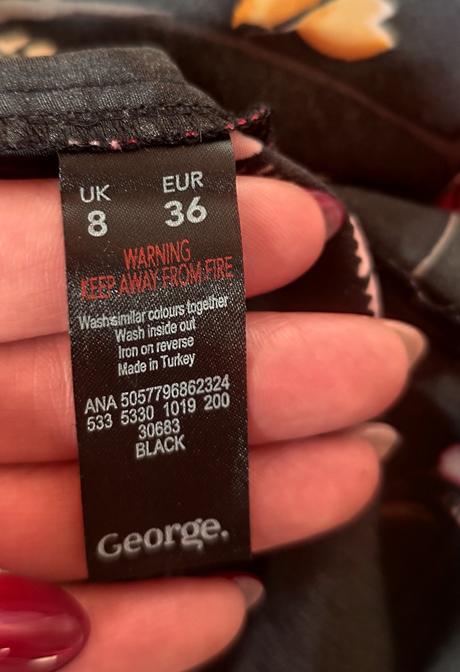 UK EUR
8 36
WARNING
KEEP AWAY FROM FIRE
Wash similar colours together
Wash inside out
Iron on reverse
Made in Turkey
ANA 5057796862324
533 5330 1019 200
30683
BLACK
George.